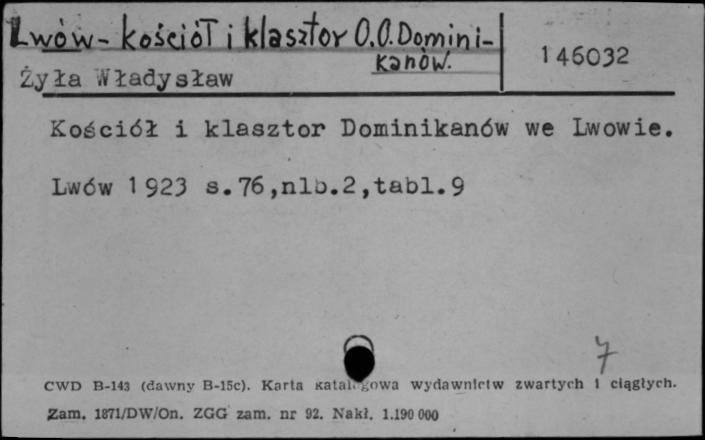 Lwów - kościół i klasztor O.O. Domini-
kanów.
146032
Żyła Władysław
Kościół i klasztor Dominikanów we Lwowie.
Lwów 1923 s.76,nlb.2,tabl.9
7
CWD B-143 (dawny B-15c). Karta katalogowa wydawnictw zwartych i ciągłych.
Zam. 1871/DW/On. ZGG zam. nr 92. Nakł. 1.190 000